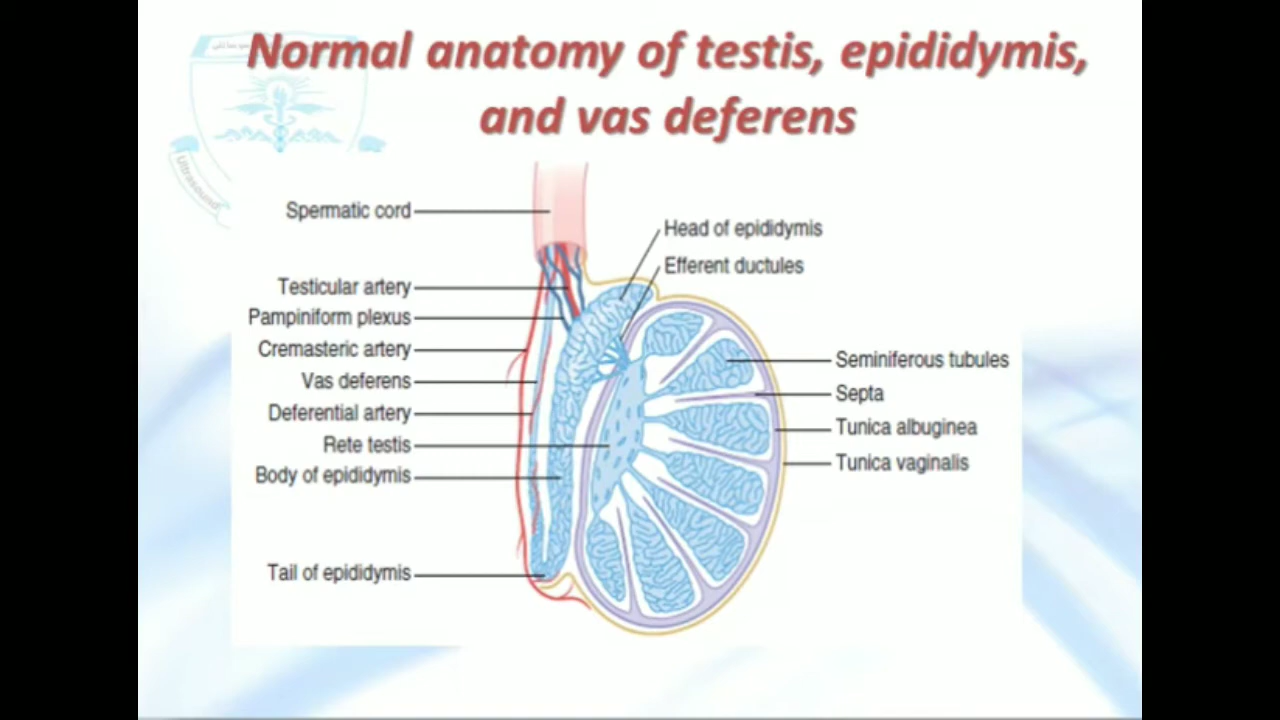 Normal anatomy of testis, epididymis,
and vas deferens
Ultrasound
Spermatic cord
Testicular artery
Pampiniform plexus
Cremasteric artery
Vas deferens
Deferential artery
Rete testis
Body of epididymis
Tail of epididymis
Head of epididymis
Efferent ductules
Seminiferous tubules
Septa
Tunica albuginea
Tunica vaginalis